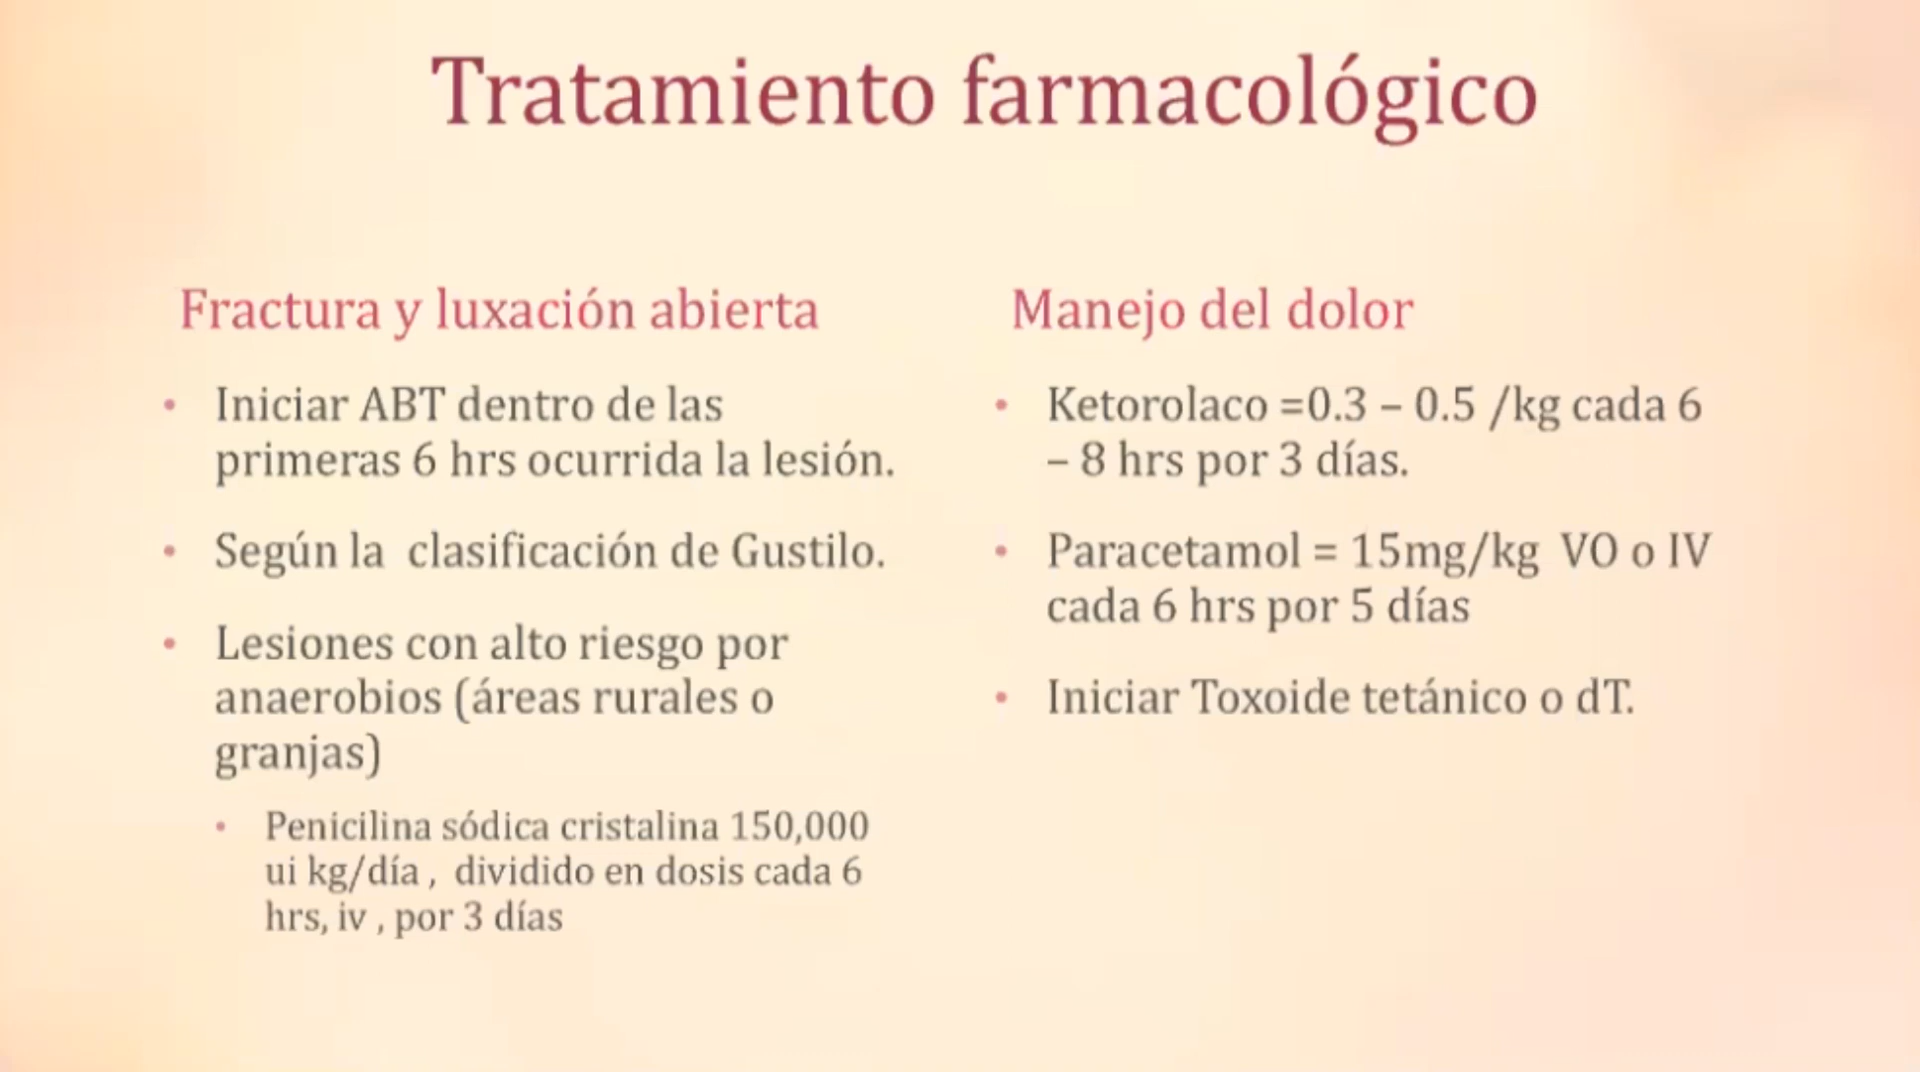 Tratamiento farmacológico
Fractura y luxación abierta
• Iniciar ABT dentro de las
primeras 6 hrs ocurrida la lesión.
• Según la clasificación de Gustilo.
• Lesiones con alto riesgo por
anaerobios (áreas rurales o
granjas)
• Penicilina sódica cristalina 150,000
ui kg/día , dividido en dosis cada 6
hrs, iv , por 3 días
Manejo del dolor
• Ketorolaco =0.3 – 0.5 /kg cada 6
– 8 hrs por 3 días.
• Paracetamol = 15mg/kg VO o IV
cada 6 hrs por 5 días
• Iniciar Toxoide tetánico o dT.